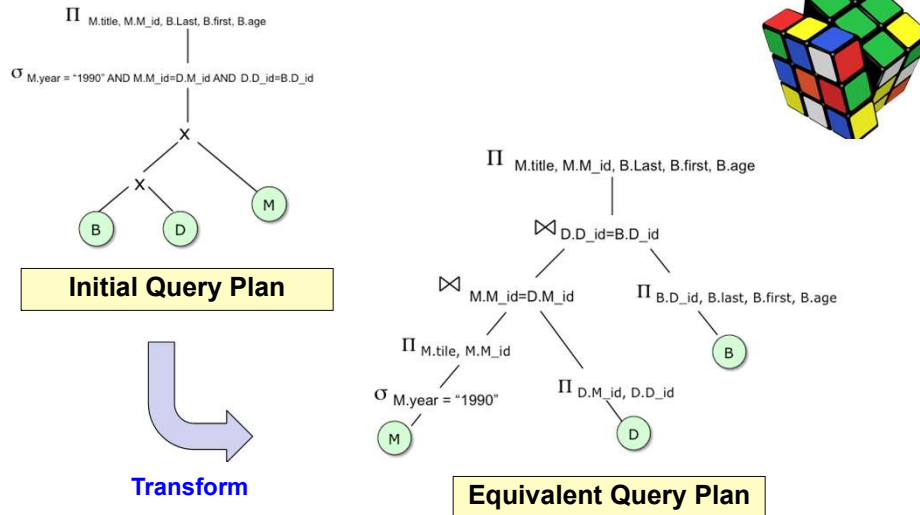 Π M.title, M.M_id, B.Last, B.first, B.age
σ M.year = “1990” AND M.M_id=D.M_id AND D.D_id=B.D_id
X
X
B
D
M
Initial Query Plan
Transform
Π M.title, M.M_id, B.Last, B.first, B.age
⋈ D.D_id=B.D_id
⋈ M.M_id=D.M_id
Π B.D_id, B.last, B.first, B.age
Π M.tile, M.M_id
B
σ M.year = “1990”
Π D.M_id, D.D_id
M
D
Equivalent Query Plan